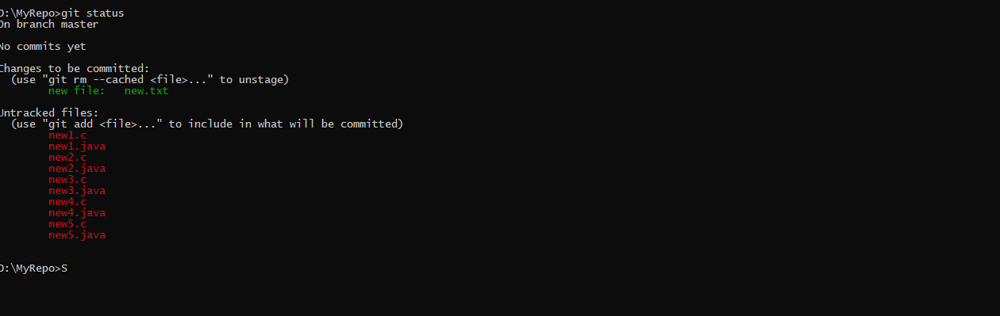 D:\MyRepo>git status
On branch master
No commits yet
Changes to be committed:
(use "git rm --cached <file>..." to unstage)
new file:   new.txt
Untracked files:
(use "git add <file>..." to include in what will be committed)
new1.c
new1.java
new2.c
new2.java
new3.c
new3.java
new4.c
new4.java
new5.c
new5.java
D:\MyRepo>S